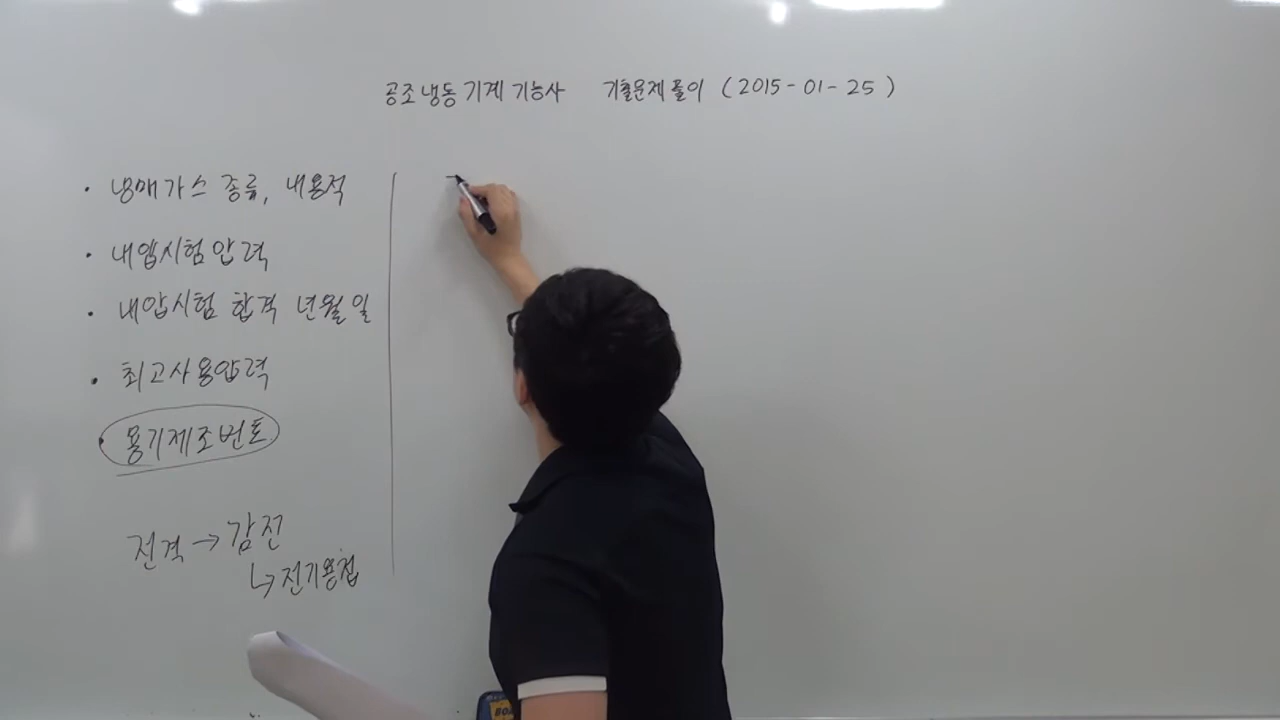 공조냉동기계기능사 기출문제풀이 (2015-01-25)
· 냉매가스 종류, 내용적
· 내압시험압력
· 내압시험 합격 년월일
· 최고사용압력
· 용기제조번호
전격 → 감전
↳ 전기용접